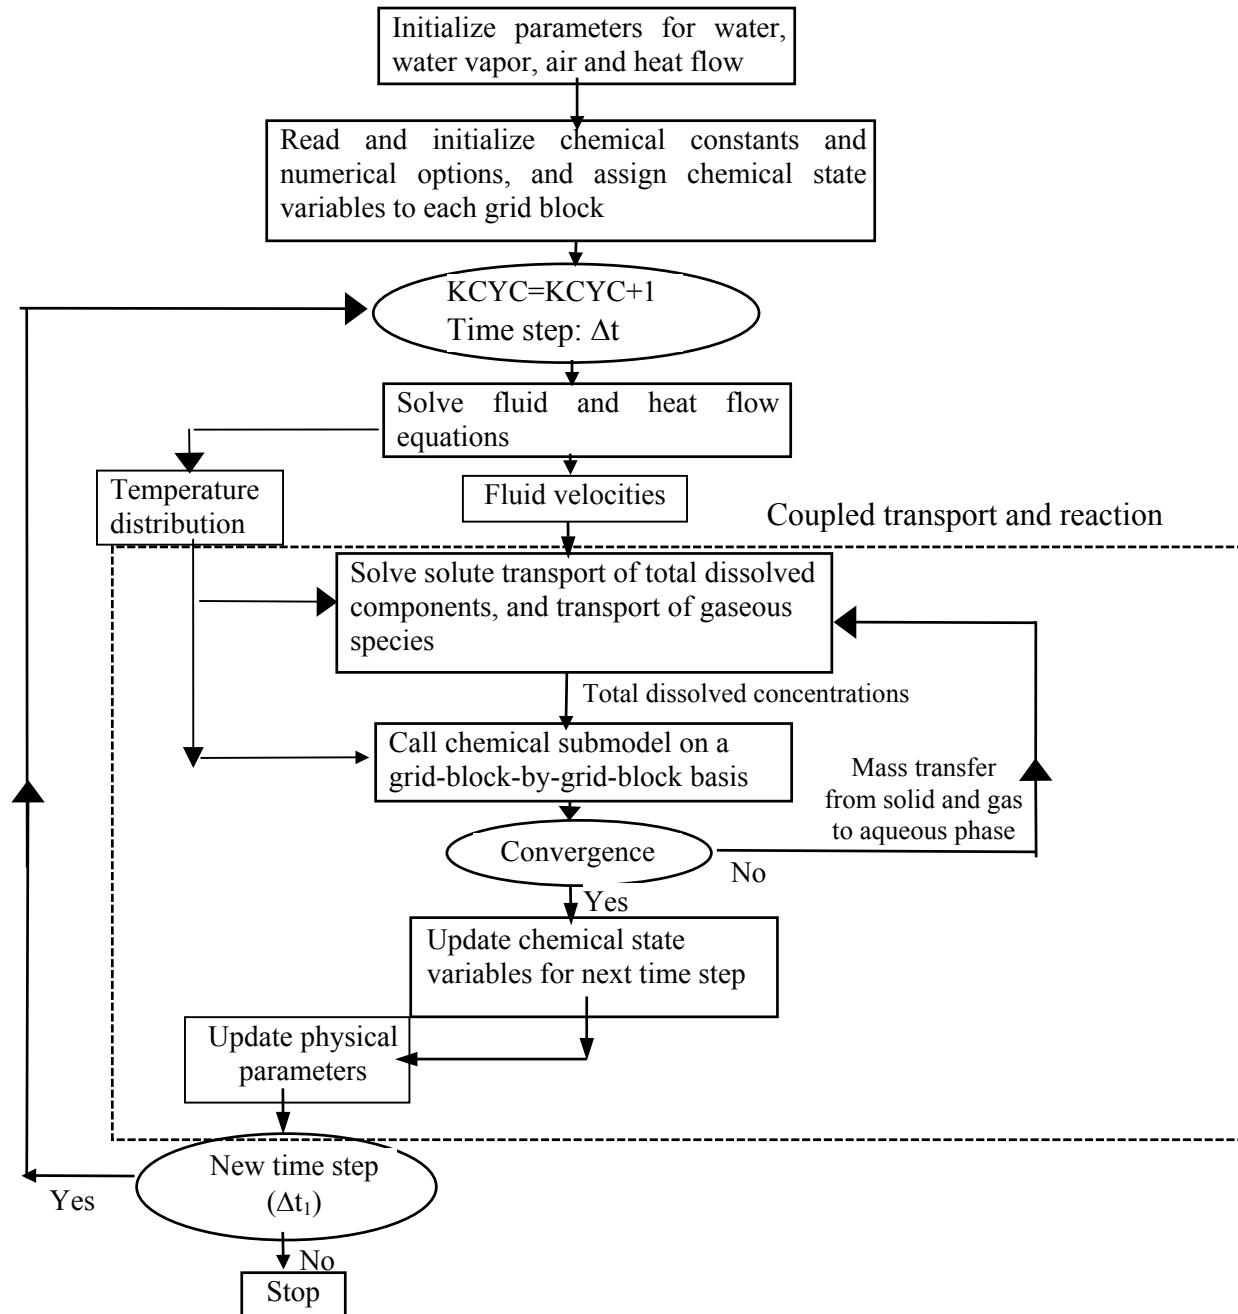 Initialize parameters for water,
water vapor, air and heat flow
Read and initialize chemical constants and
numerical options, and assign chemical state
variables to each grid block
KCYC=KCYC+1
Time step: Δt
Solve fluid and heat flow
equations
Temperature
distribution
Fluid velocities
Coupled transport and reaction
Solve solute transport of total dissolved
components, and transport of gaseous
species
Total dissolved concentrations
Call chemical submodel on a
grid-block-by-grid-block basis
Mass transfer
from solid and gas
to aqueous phase
Convergence
No
Yes
Update chemical state
variables for next time step
Update physical
parameters
New time step
(Δt₁)
Yes
No
Stop